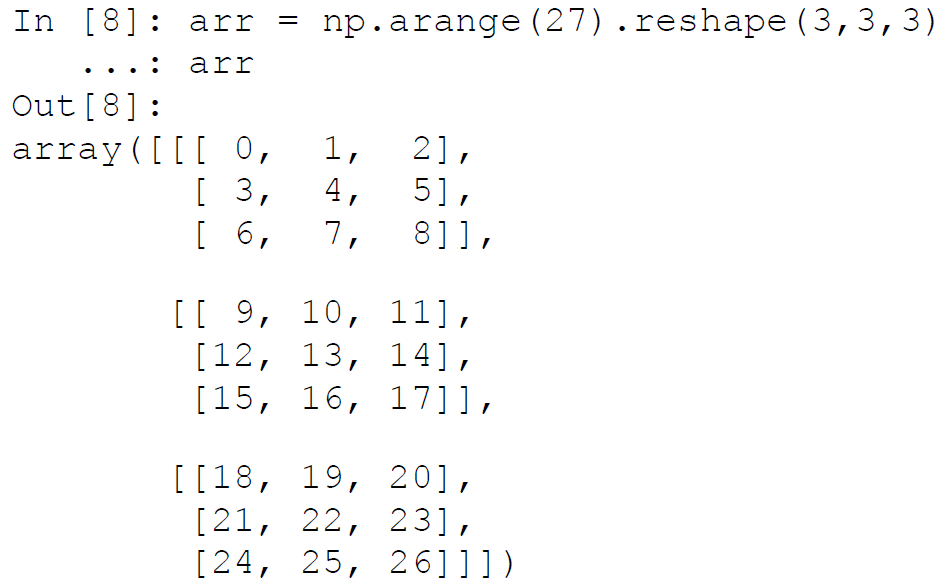 In [8]: arr = np.arange(27).reshape(3,3,3)
   ...: arr
Out[8]:
array([[[ 0,  1,  2],
        [ 3,  4,  5],
        [ 6,  7,  8]],

       [[ 9, 10, 11],
        [12, 13, 14],
        [15, 16, 17]],

       [[18, 19, 20],
        [21, 22, 23],
        [24, 25, 26]]])